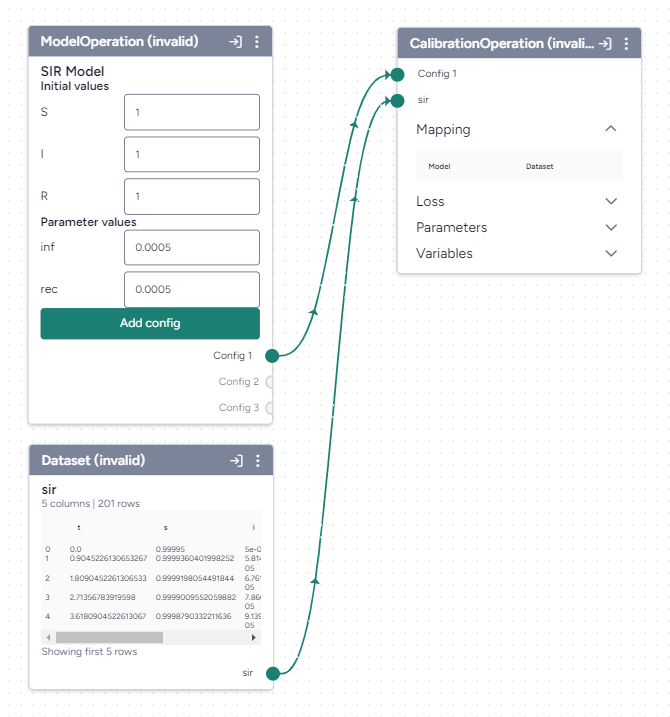 ModelOperation (invalid)
SIR Model
Initial values
S 1
I 1
R 1
Parameter values
inf 0.0005
rec 0.0005
Add config
Config 1
Config 2
Config 3
Dataset (invalid)
sir
5 columns | 201 rows
t s i
0 0.0 0.99995 5e-0
1 0.9045226130653267 0.9999360401998252 5.814
05
2 1.8090452261306533 0.9999198054491844 6.761
05
3 2.71356783919598 0.9999009552059882 7.86
05
4 3.6180904522613067 0.9998790332211636 9.139
05
Showing first 5 rows
sir
CalibrationOperation (invali...
Config 1
sir
Mapping
Model Dataset
Loss
Parameters
Variables